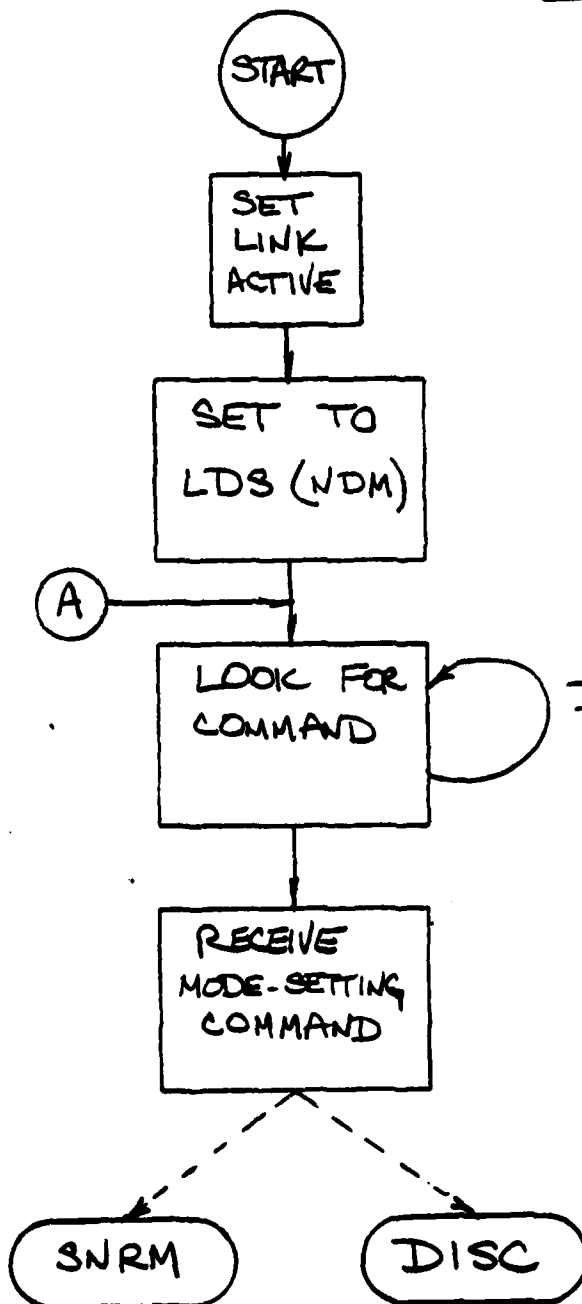 START
SET
LINK
ACTIVE
SET TO
LDS (NDM)
A
LOOK FOR
COMMAND
RECEIVE
MODE-SETTING
COMMAND
SNRM
DISC